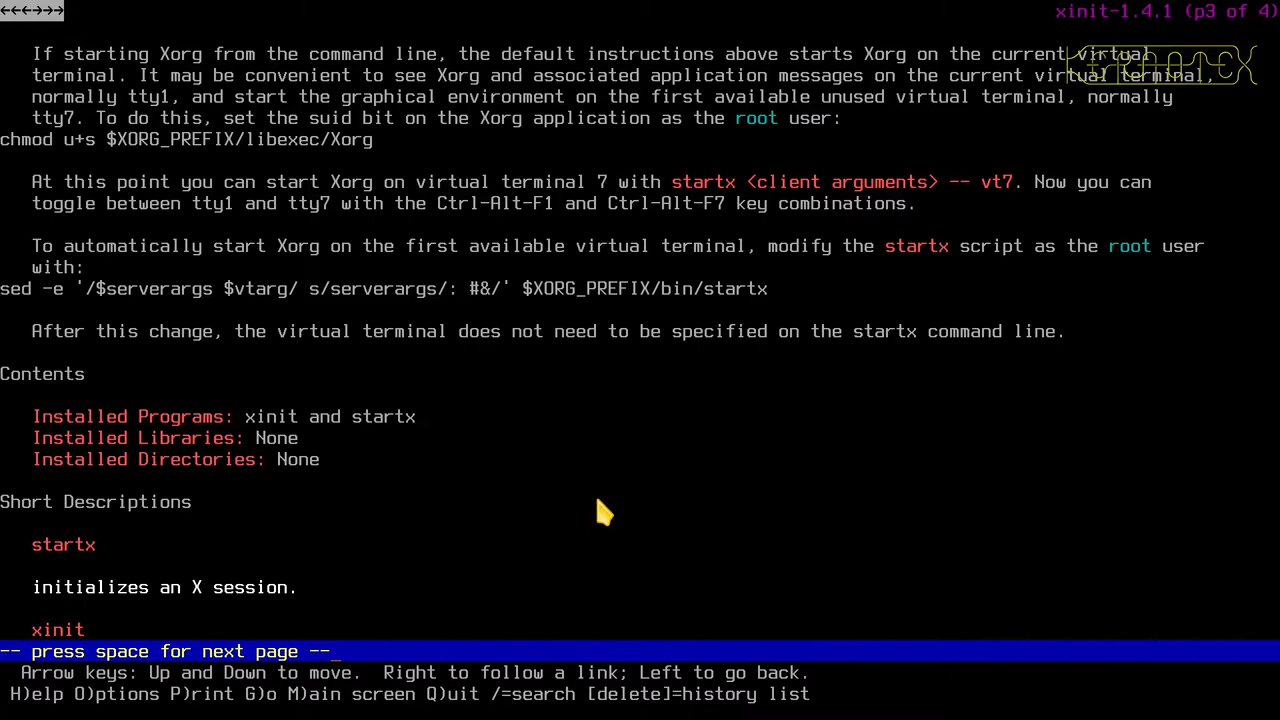 ←←←→→→ xinit-1.4.1 (p3 of 4)
If starting Xorg from the command line, the default instructions above starts Xorg on the current virtual
terminal. It may be convenient to see Xorg and associated application messages on the current virtual terminal,
normally tty1, and start the graphical environment on the first available unused virtual terminal, normally
tty7. To do this, set the suid bit on the Xorg application as the root user:
chmod u+s $XORG_PREFIX/libexec/Xorg
At this point you can start Xorg on virtual terminal 7 with startx <client arguments> -- vt7. Now you can
toggle between tty1 and tty7 with the Ctrl-Alt-F1 and Ctrl-Alt-F7 key combinations.
To automatically start Xorg on the first available virtual terminal, modify the startx script as the root user
with:
sed -e '/$serverargs $vtarg/ s/serverargs/: #&/' $XORG_PREFIX/bin/startx
After this change, the virtual terminal does not need to be specified on the startx command line.
Contents
Installed Programs: xinit and startx
Installed Libraries: None
Installed Directories: None
Short Descriptions
startx
initializes an X session.
xinit
-- press space for next page --
Arrow keys: Up and Down to move.  Right to follow a link; Left to go back.
H)elp O)ptions P)rint G)o M)ain screen Q)uit /=search [delete]=history list